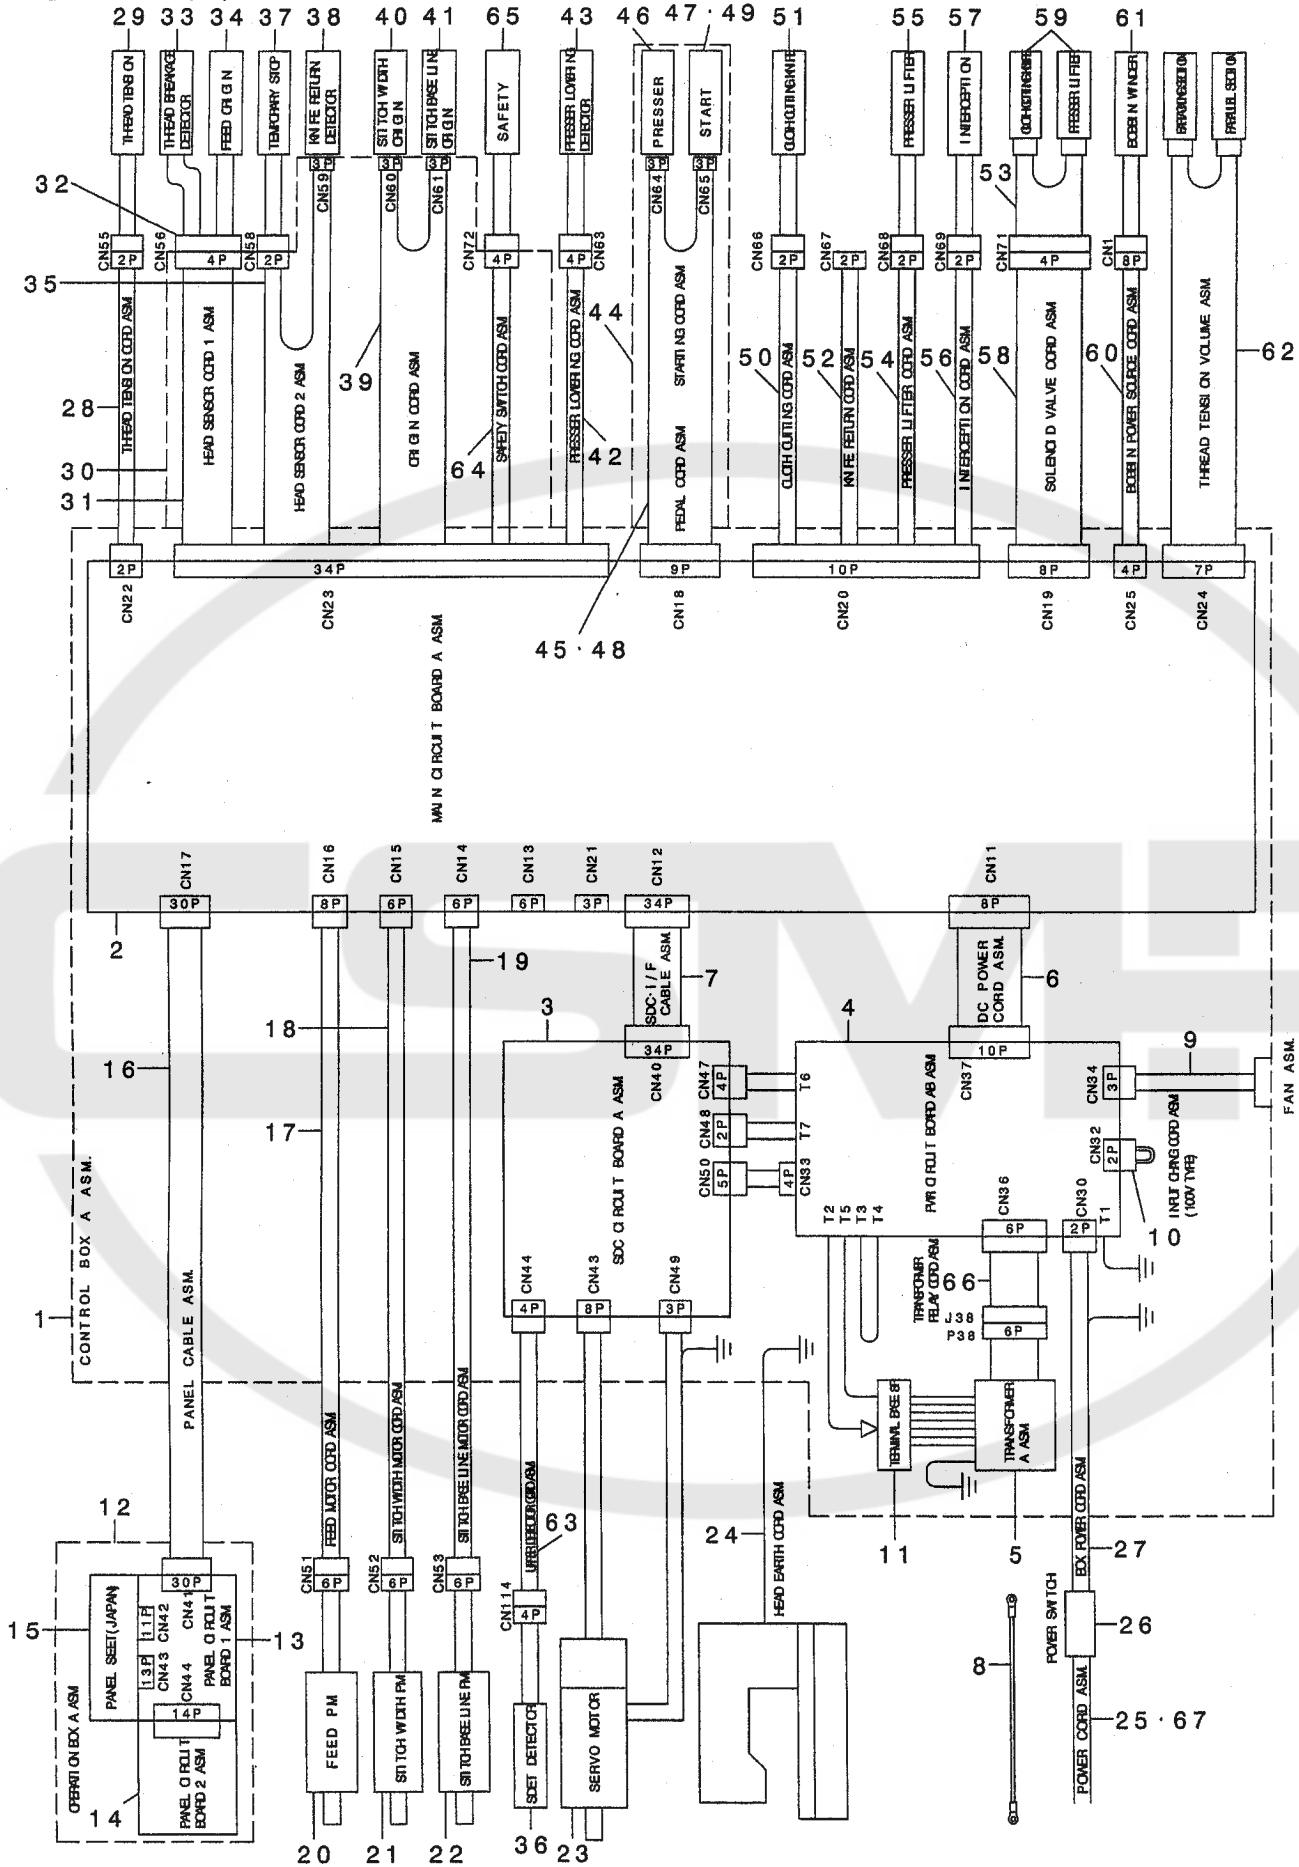 29 33 34 37 38 40 41 65 43 46 47·49 51 55 57 59 61
THREAD TENSION
THREAD BREAKAGE
DETECTOR
FEED ORIGIN
TEMPORARY STOP
KNIFE RETURN
DETECTOR
STITCH WIDTH
ORIGIN
STITCH BASE LINE
ORIGIN
SAFETY
PRESSER LOWERING
DETECTOR
PRESSER
START
CLOTH CUTTING KNIFE
PRESSER LIFTER
INTERCEPTION
CLOTH CUTTING KNIFE
PRESSER LIFTER
BOBBIN WINDER
PARALLEL SECTION
3P 3P 3P 3P 3P
CN59 CN60 CN61 CN64 CN65
32
53
CN55 CN56 CN58 CN72 CN63 CN66 CN67 CN68 CN69 CN71 CN1
2P 4P 2P 4P 4P 2P 2P 2P 2P 4P 8P
35
44
39
50 52 54 56 58 60 62
28
30
31
64
42
THREAD TENSION CORD ASM
HEAD SENSOR CORD 1 ASM
HEAD SENSOR CORD 2 ASM
ORIGIN CORD ASM
SAFETY SWITCH CORD ASM
PRESSER LOWERING CORD ASM
PEDAL CORD ASM
STARTING CORD ASM
CLOTH CUTTING CORD ASM
KNIFE RETURN CORD ASM
PRESSER LIFTER CORD ASM
INTERCEPTION CORD ASM
SOLENOID VALVE CORD ASM
BOBBIN POWER SOURCE CORD ASM
THREAD TENSION VOLUME ASM.
2P 34P 9P 10P 8P 4P 7P
CN22 CN23 CN18 CN20 CN19 CN25 CN24
45·48
MAIN CIRCUIT BOARD A ASM.
CN17 CN16 CN15 CN14 CN13 CN21 CN12 CN11
30P 8P 6P 6P 6P 3P 34P 8P
2
19
SDC·I/F
CABLE ASM.
7
DC POWER
CORD ASM.
6
18
3
4
9
34P
CN40
10P
CN37
16
17
CN47
4P
T6
CN48
2P
T7
CN50
5P
4P
CN33
SDC CIRCUIT BOARD A ASM.
PWR CIRCUIT BOARD AB ASM
CN34
3P
FAN ASM.
CN32
2P
INPUT CHANG CORD ASM
(100V TYPE)
10
T2
T5
T3
T4
CN36
6P
CN30
2P
T1
1
CONTROL BOX A ASM.
PANEL CABLE ASM.
CN44 CN43 CN49
4P 8P 3P
TRANSFORMER
RELAY CORD ASM
66
J38
P38
6P
TERMINAL BASE 8P
TRANSFORMER
A ASM
11
5
FEED MOTOR CORD ASM
STITCH WIDTH MOTOR CORD ASM
STITCH BASE LINE MOTOR CORD ASM
63
24
HEAD EARTH CORD ASM
BOX POWER CORD ASM
27
12
CN51 CN52 CN53 CN114
30P 6P 6P 6P 4P
15
13
PANEL SEET(JAPAN)
11P
CN42
13P
CN43
CN41
CN44
PANEL CIRCUIT
BOARD 1 ASM
14P
OPERATION BOX A ASM
PANEL CIRCUIT
BOARD 2 ASM
14
FEED PM
STITCH WIDTH PM
STITCH BASE LINE PM
SDET DETECTOR
SERVO MOTOR
POWER SWITCH
26
8
POWER CORD ASM.
25·67
20 21 22 36 23